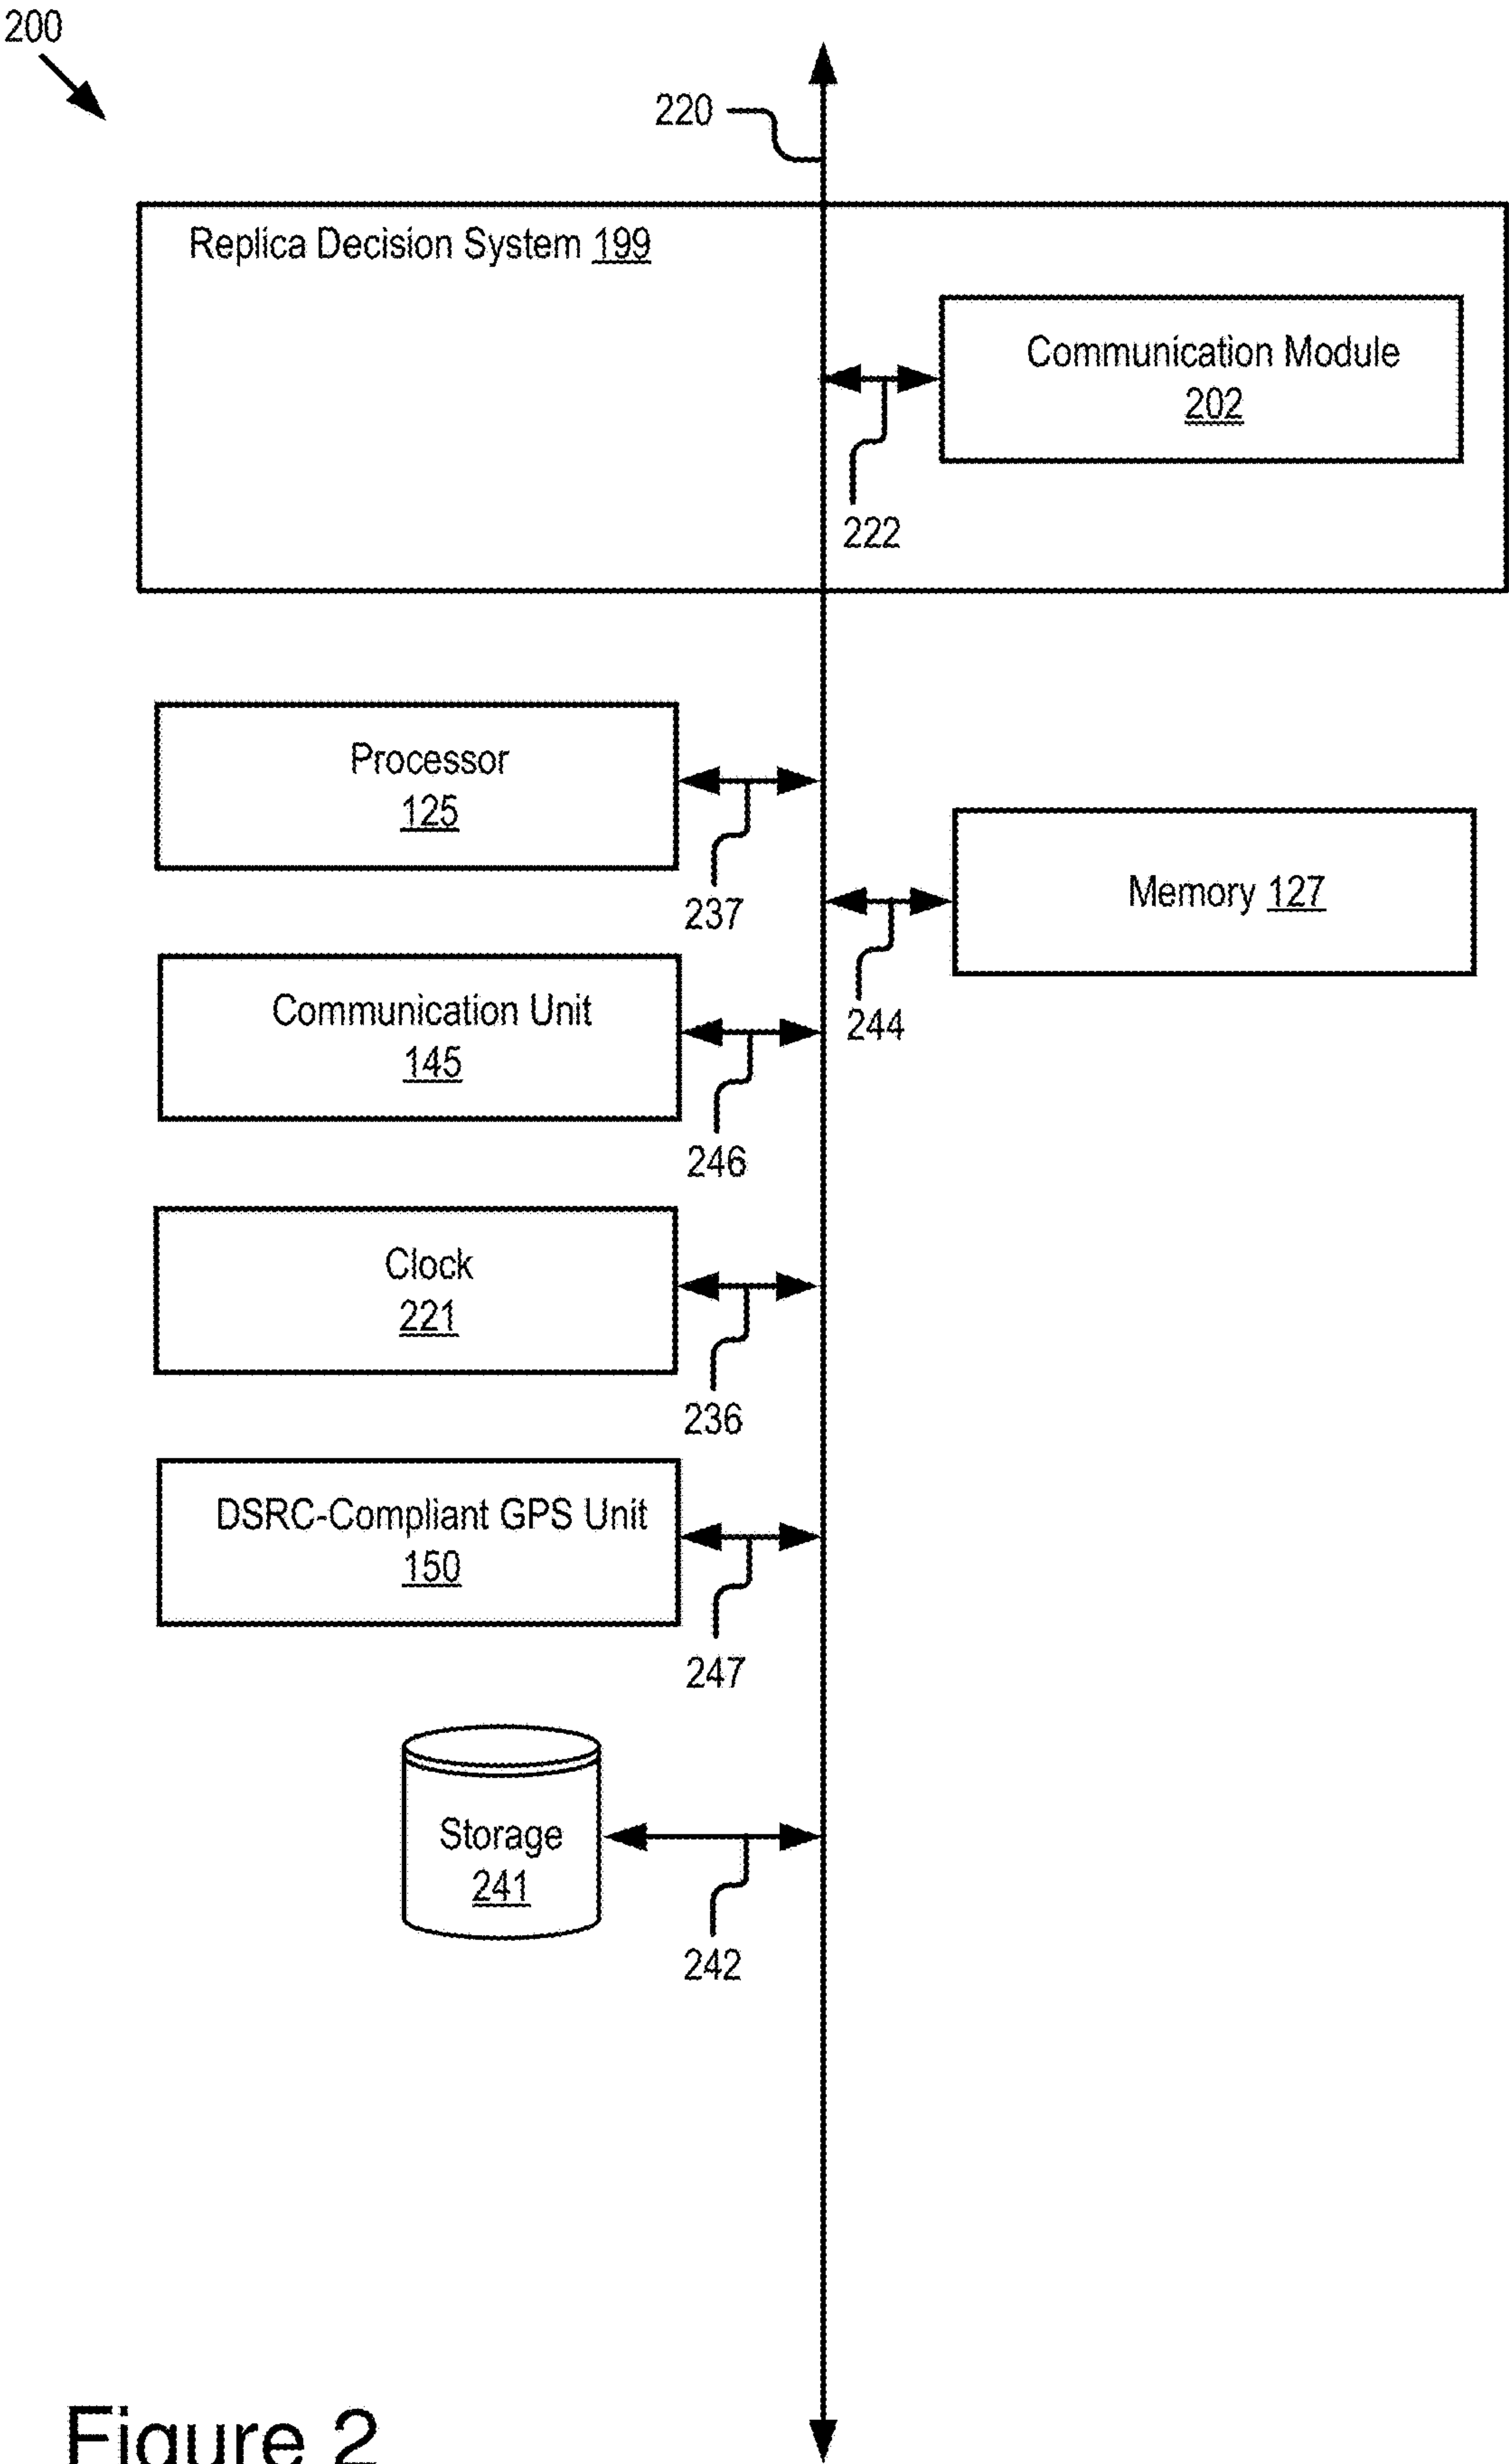 200
220
Replica Decision System 199
Communication Module
202
222
Processor
125
237
Memory 127
244
Communication Unit
145
246
Clock
221
236
DSRC-Compliant GPS Unit
150
247
Storage
241
242
Figure 2